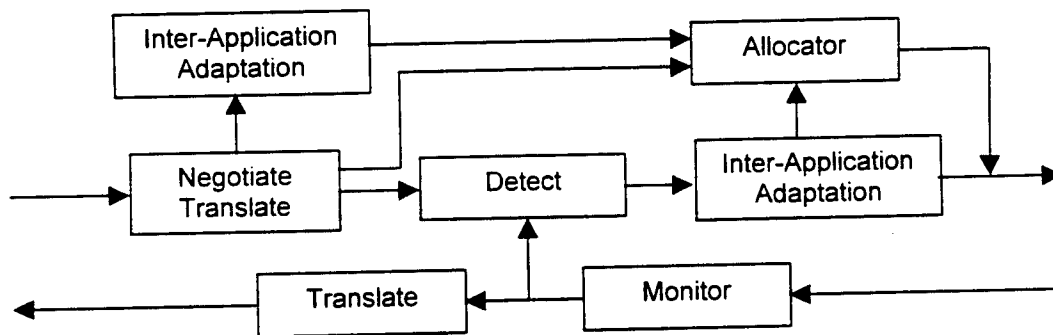 Inter-Application
Adaptation
Allocator
Negotiate
Translate
Detect
Inter-Application
Adaptation
Translate
Monitor